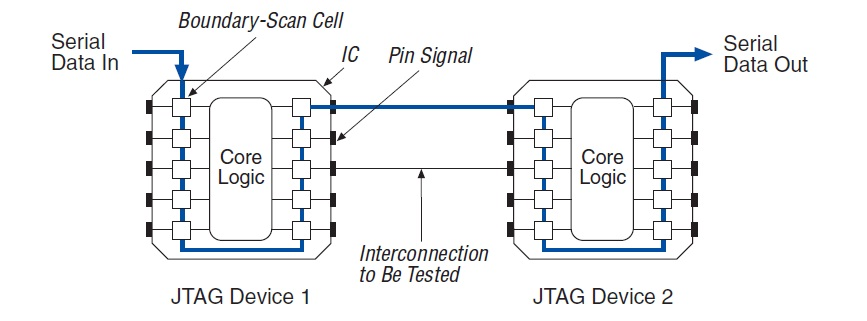 Boundary-Scan Cell
Serial
Data In
IC
Pin Signal
Serial
Data Out
Core
Logic
Core
Logic
Interconnection
to Be Tested
JTAG Device 1
JTAG Device 2